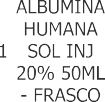 ALBUMINA
HUMANA
1 SOL INJ
20% 50ML
- FRASCO